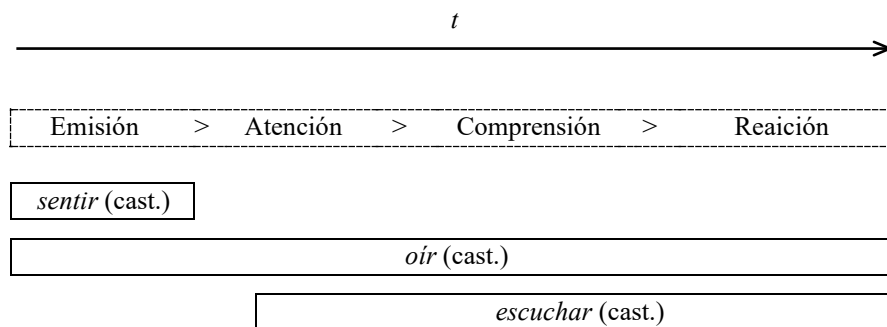 t
Emisión > Atención > Comprensión > Reaición
sentir (cast.)
oír (cast.)
escuchar (cast.)